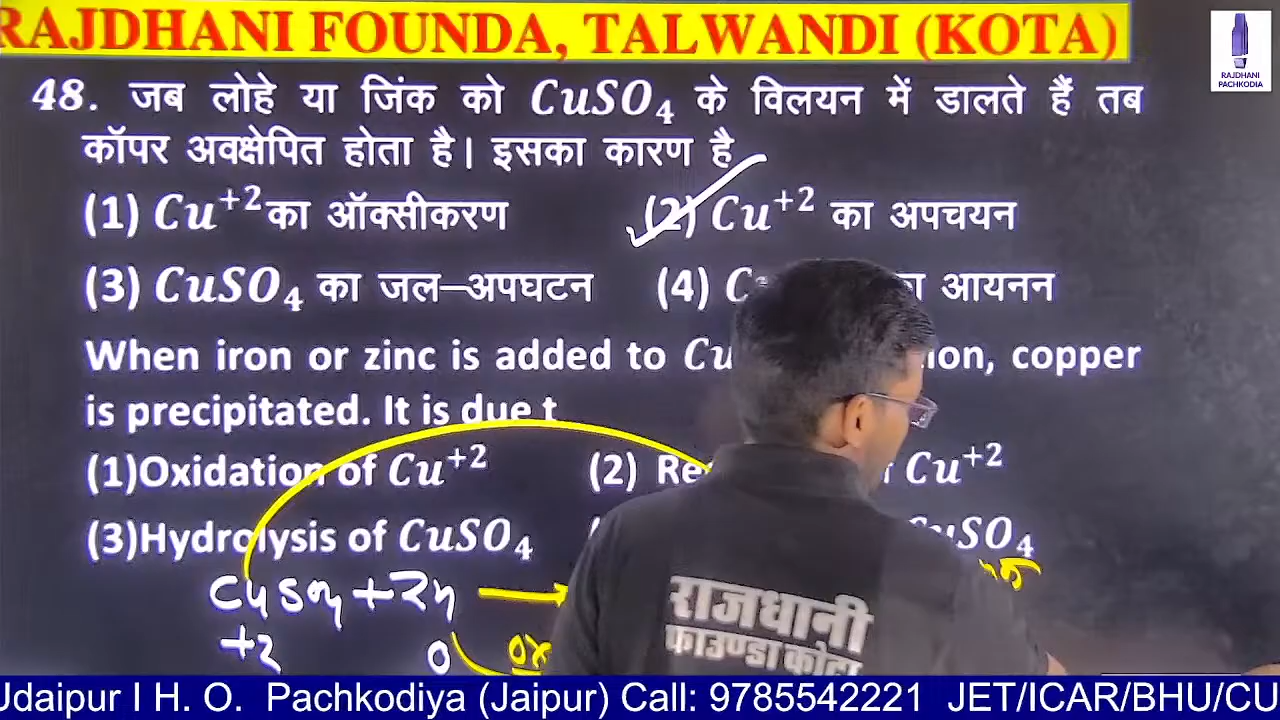 RAJDHANI FOUNDA, TALWANDI (KOTA)
RAJDHANI
PACHKODIA
48. जब लोहे या जिंक को CuSO₄ के विलयन में डालते हैं तब
कॉपर अवक्षेपित होता है। इसका कारण है
(1) Cu⁺² का ऑक्सीकरण (2) Cu⁺² का अपचयन
(3) CuSO₄ का जल–अपघटन (4) का आयनन
When iron or zinc is added to Cu copper
is precipitated. It is due t
(1)Oxidation of Cu⁺² (2) Re f Cu⁺²
(3)Hydrolysis of CuSO₄ SO₄
CuSO₄ + Zn →
+2 0 ox
राजधानी
फाउण्डा कोटा
Udaipur I H. O. Pachkodiya (Jaipur) Call: 9785542221 JET/ICAR/BHU/CU